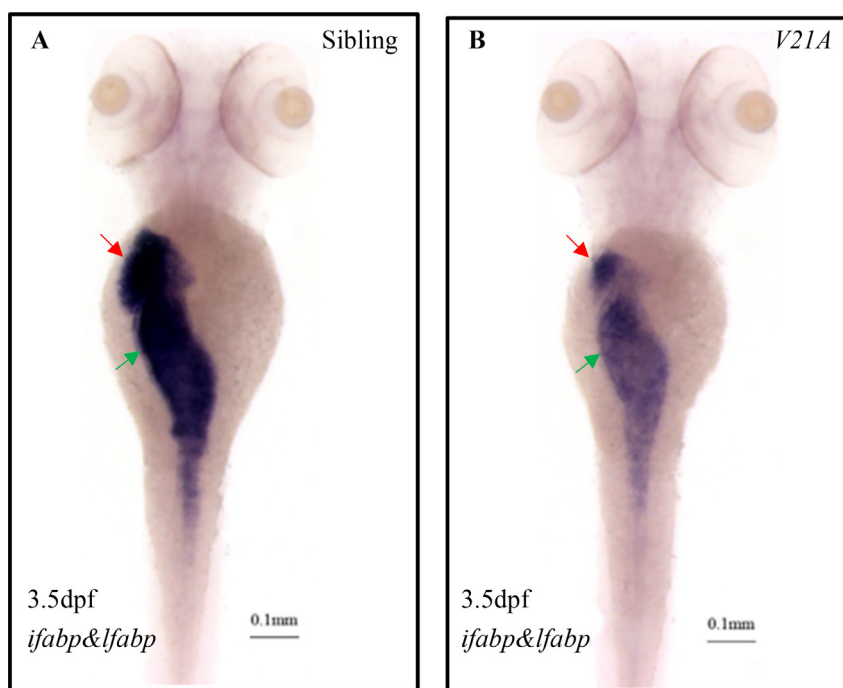 A Sibling
3.5dpf
ifabp&lfabp
0.1mm
B V21A
3.5dpf
ifabp&lfabp
0.1mm